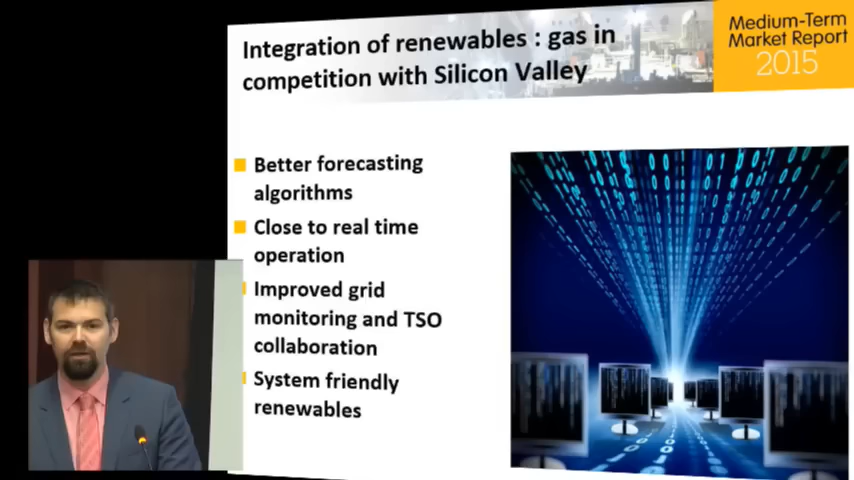 Integration of renewables : gas in
competition with Silicon Valley
Medium-Term
Market Report
2015
Better forecasting
algorithms
Close to real time
operation
Improved grid
monitoring and TSO
collaboration
System friendly
renewables